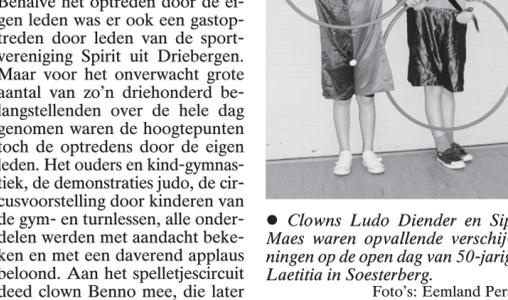 Behalve het optreden door de ei-
gen leden was er ook een gastop-
treden door leden van de sport-
vereniging Spirit uit Driebergen.
Maar voor het onverwacht grote
aantal van zo'n driehonderd be-
langstellenden over de hele dag
genomen waren de hoogtepunten
toch de optredens door de eigen
leden. Het ouders en kind-gymnas-
tiek, de demonstraties judo, de cir-
cusvoorstelling door kinderen van
de gym- en turnlessen, alle onder-
delen werden met aandacht beke-
ken en met een daverend applaus
beloond. Aan het spelletjescircuit
deed clown Benno mee, die later
● Clowns Ludo Diender en Sip
Maes waren opvallende verschij-
ningen op de open dag van 50-jarig
Laetitia in Soesterberg.
Foto's: Eemland Per